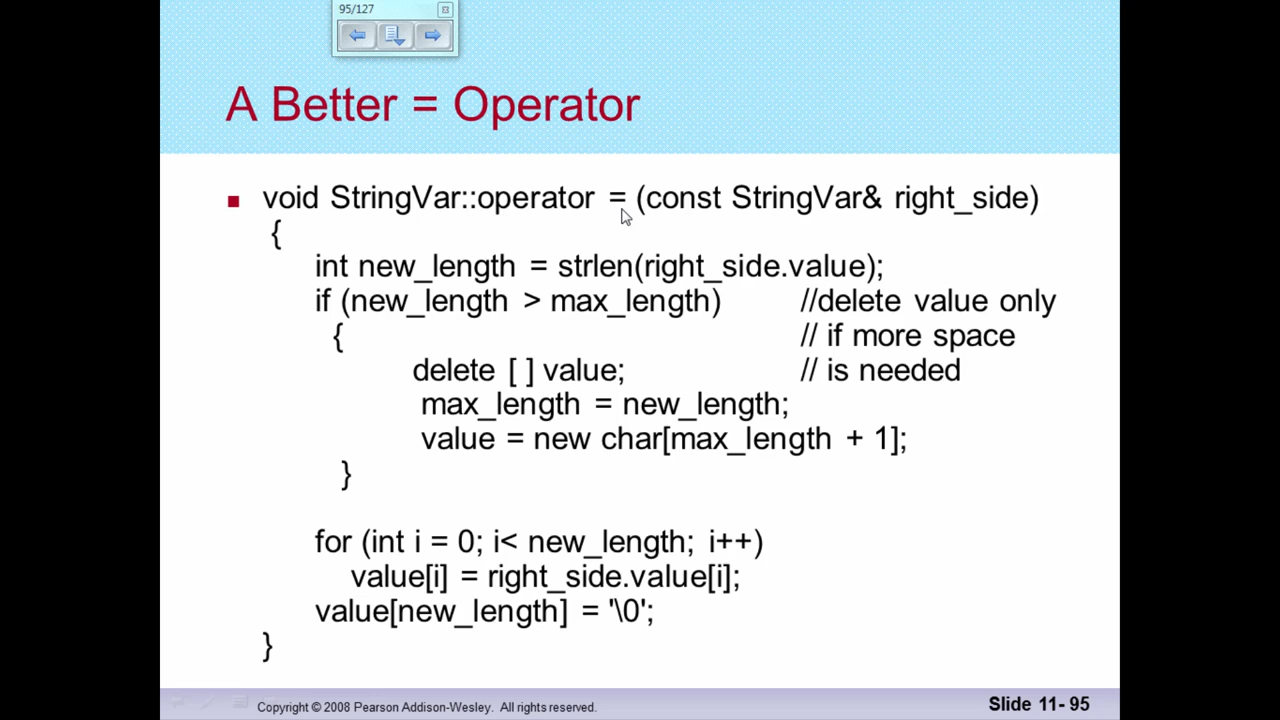 95/127
A Better = Operator
void StringVar::operator = (const StringVar& right_side)
{
int new_length = strlen(right_side.value);
if (new_length > max_length) //delete value only
{ // if more space
delete [ ] value; // is needed
max_length = new_length;
value = new char[max_length + 1];
}
for (int i = 0; i< new_length; i++)
value[i] = right_side.value[i];
value[new_length] = '\0';
}
Copyright © 2008 Pearson Addison-Wesley. All rights reserved. Slide 11- 95